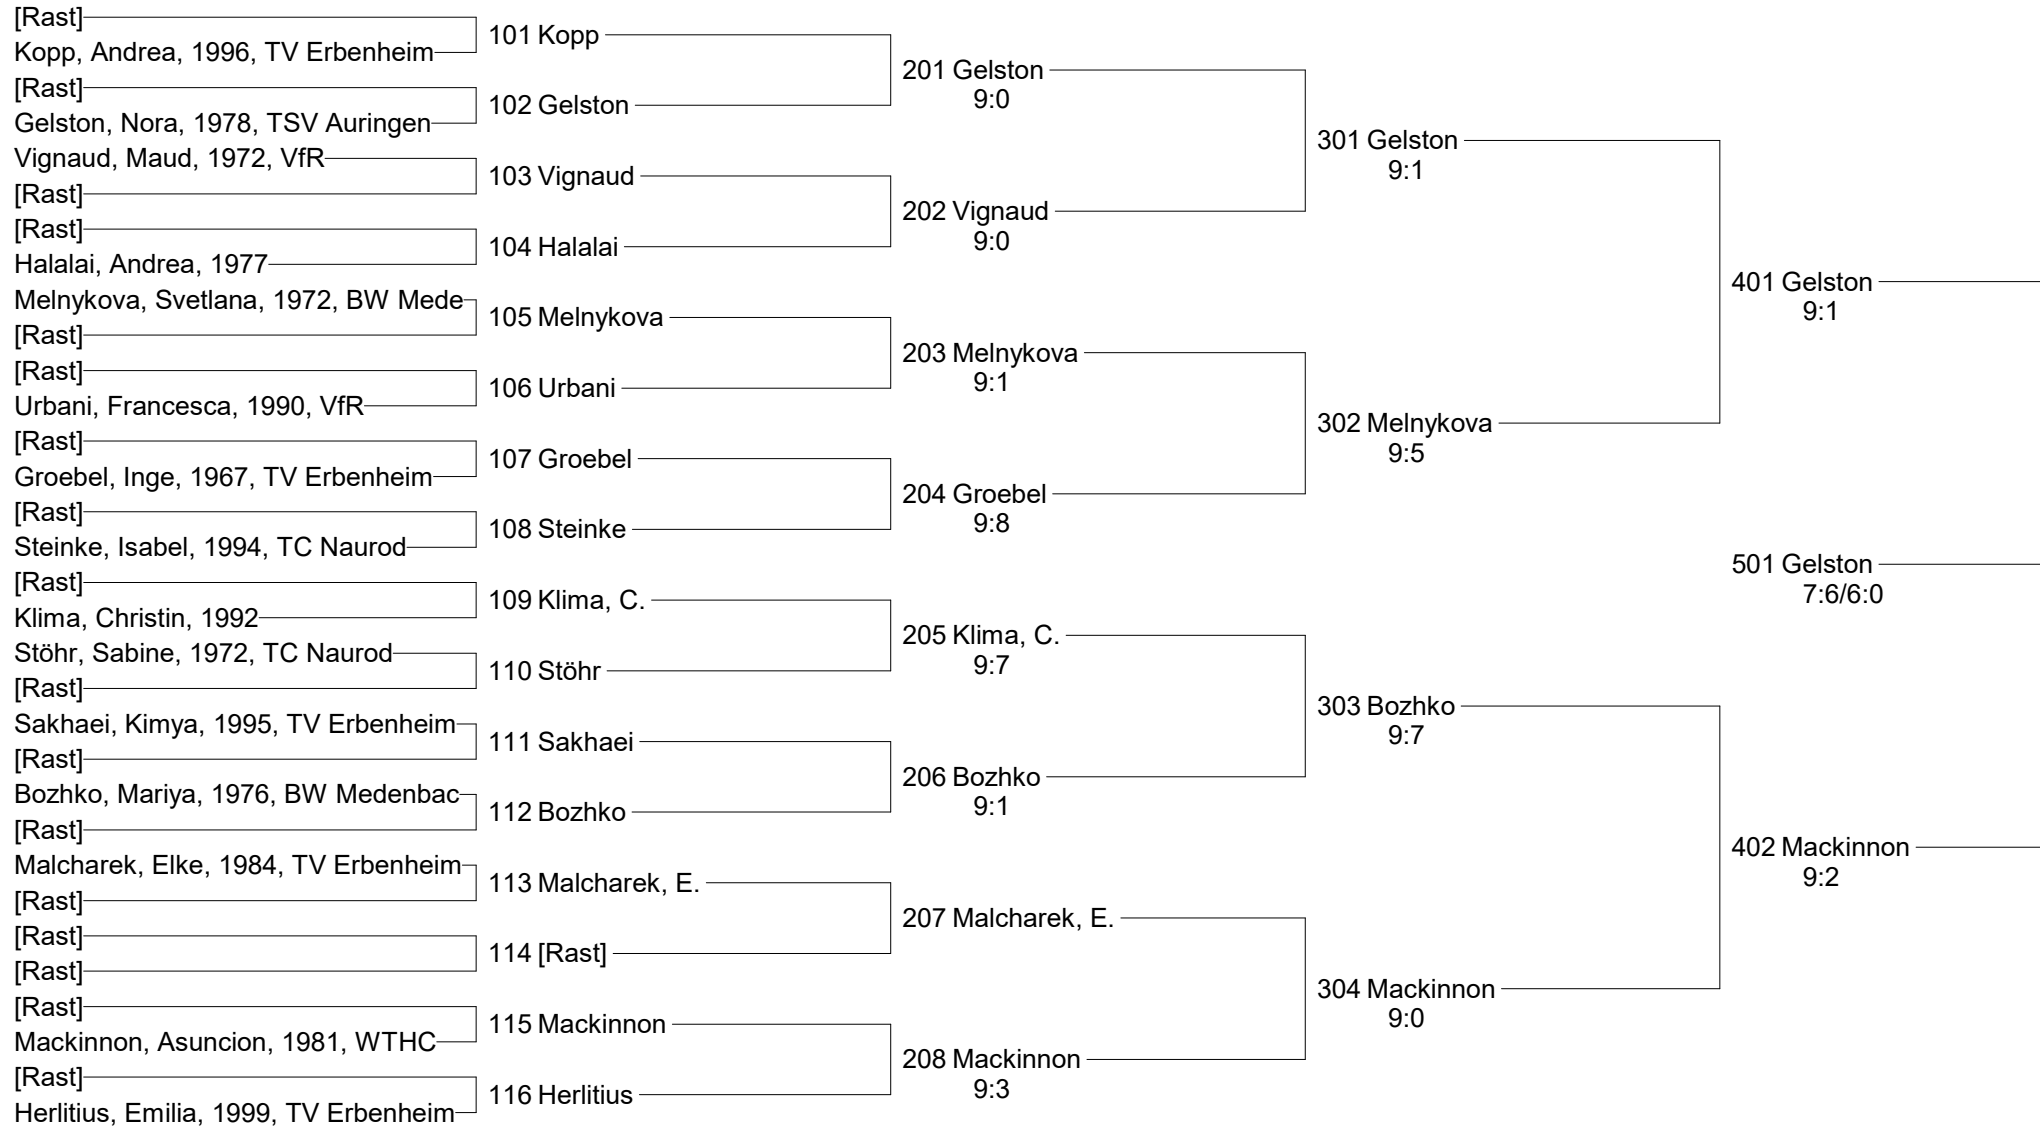 [Rast]
Kopp, Andrea, 1996, TV Erbenheim
[Rast]
Gelston, Nora, 1978, TSV Auringen
Vignaud, Maud, 1972, VfR
[Rast]
[Rast]
Halalai, Andrea, 1977
Melnykova, Svetlana, 1972, BW Mede
[Rast]
[Rast]
Urbani, Francesca, 1990, VfR
[Rast]
Groebel, Inge, 1967, TV Erbenheim
[Rast]
Steinke, Isabel, 1994, TC Naurod
[Rast]
Klima, Christin, 1992
Stöhr, Sabine, 1972, TC Naurod
[Rast]
Sakhaei, Kimya, 1995, TV Erbenheim
[Rast]
Bozhko, Mariya, 1976, BW Medenbac
[Rast]
Malcharek, Elke, 1984, TV Erbenheim
[Rast]
[Rast]
[Rast]
[Rast]
Mackinnon, Asuncion, 1981, WTHC
[Rast]
Herlitius, Emilia, 1999, TV Erbenheim
101 Kopp
102 Gelston
103 Vignaud
104 Halalai
105 Melnykova
106 Urbani
107 Groebel
108 Steinke
109 Klima, C.
110 Stöhr
111 Sakhaei
112 Bozhko
113 Malcharek, E.
114 [Rast]
115 Mackinnon
116 Herlitius
201 Gelston
9:0
202 Vignaud
9:0
203 Melnykova
9:1
204 Groebel
9:8
205 Klima, C.
9:7
206 Bozhko
9:1
207 Malcharek, E.
208 Mackinnon
9:3
301 Gelston
9:1
302 Melnykova
9:5
303 Bozhko
9:7
304 Mackinnon
9:0
401 Gelston
9:1
501 Gelston
7:6/6:0
402 Mackinnon
9:2